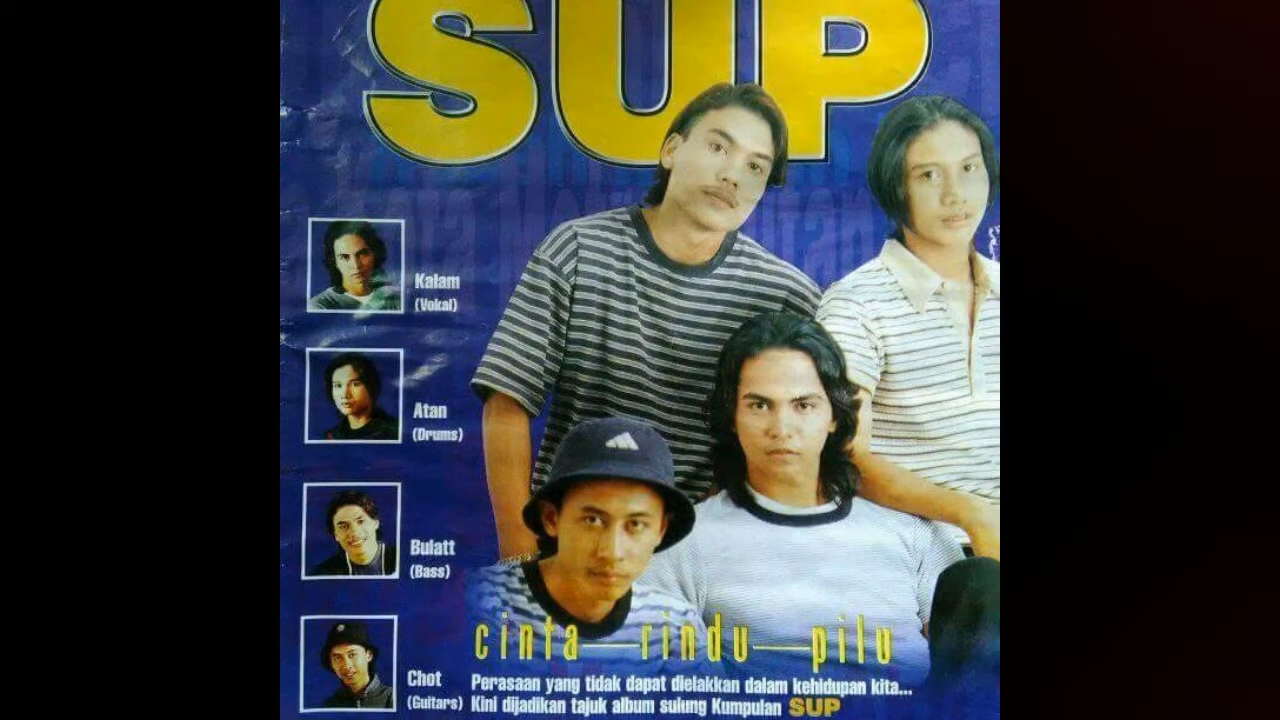 SUP
Kalam
(Vokal)
Atan
(Drums)
Bulatt
(Bass)
Chot
(Guitars)
cinta—rindu—pilu
Perasaan yang tidak dapat dielakkan dalam kehidupan kita...
Kini dijadikan tajuk album sulung Kumpulan SUP